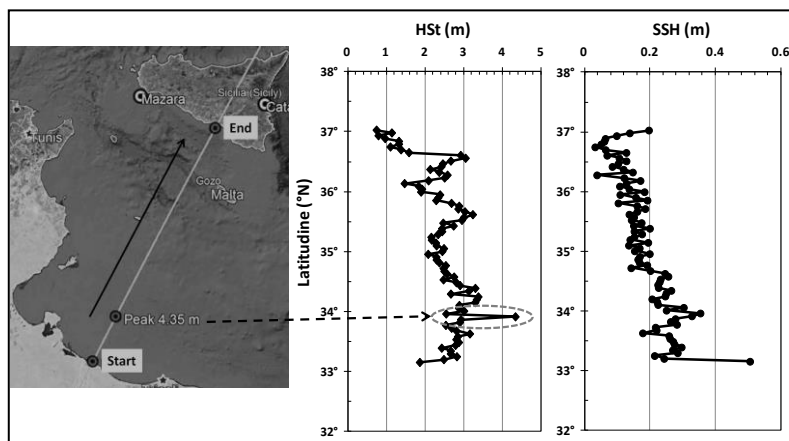 Tunis
Mazara
Sicilia (Sicily)
Cata
End
Gozo
Malta
Peak 4.35 m
Start
HSt (m)
0 1 2 3 4 5
SSH (m)
0 0.2 0.4 0.6
Latitudine (°N)
38°
37°
36°
35°
34°
33°
32°
38°
37°
36°
35°
34°
33°
32°